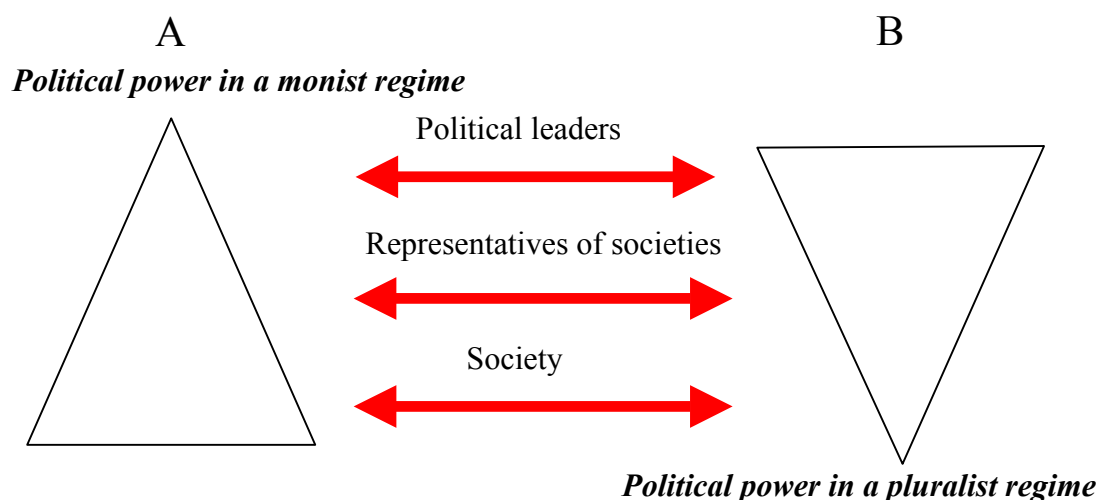 A
B
Political power in a monist regime
Political leaders
Representatives of societies
Society
Political power in a pluralist regime